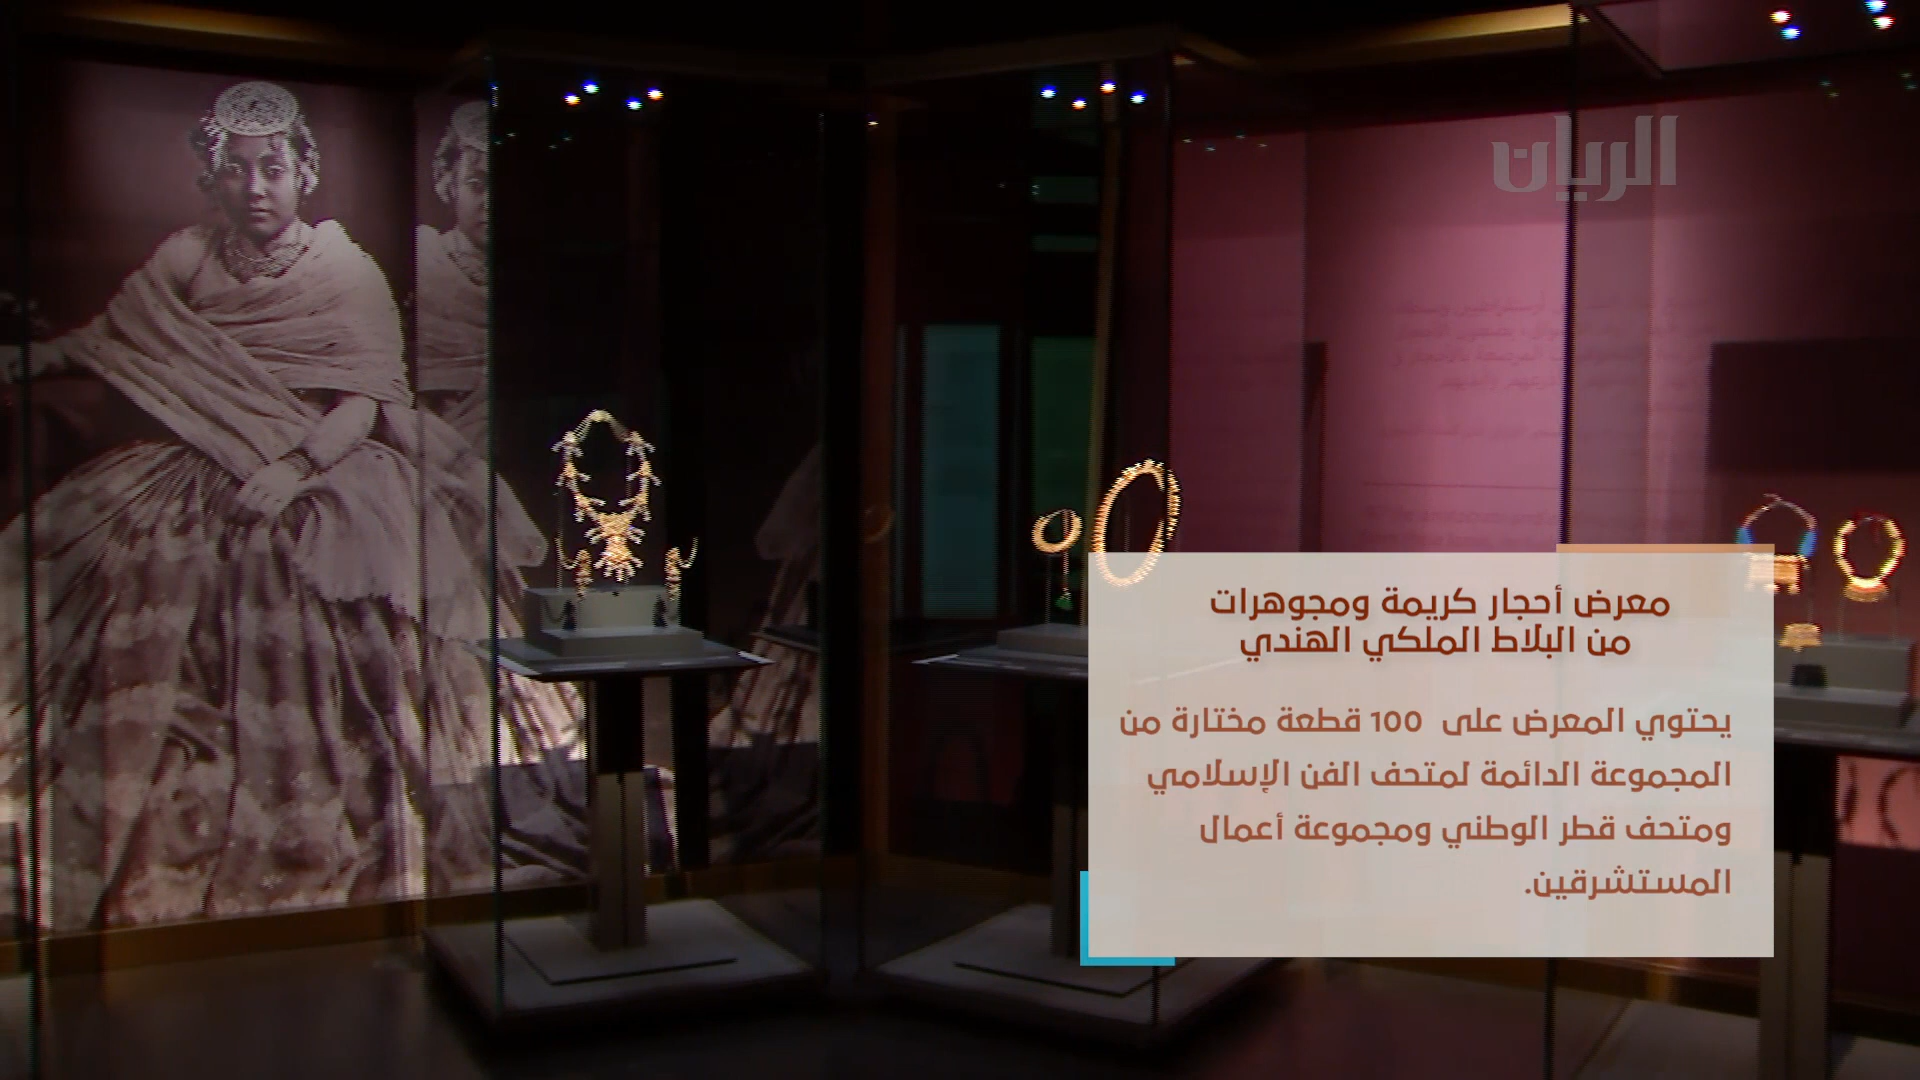 الريان
معرض أحجار كريمة ومجوهرات
من البلاط الملكي الهندي
يحتوي المعرض على 100 قطعة مختارة من
المجموعة الدائمة لمتحف الفن الإسلامي
ومتحف قطر الوطني ومجموعة أعمال
المستشرقين.